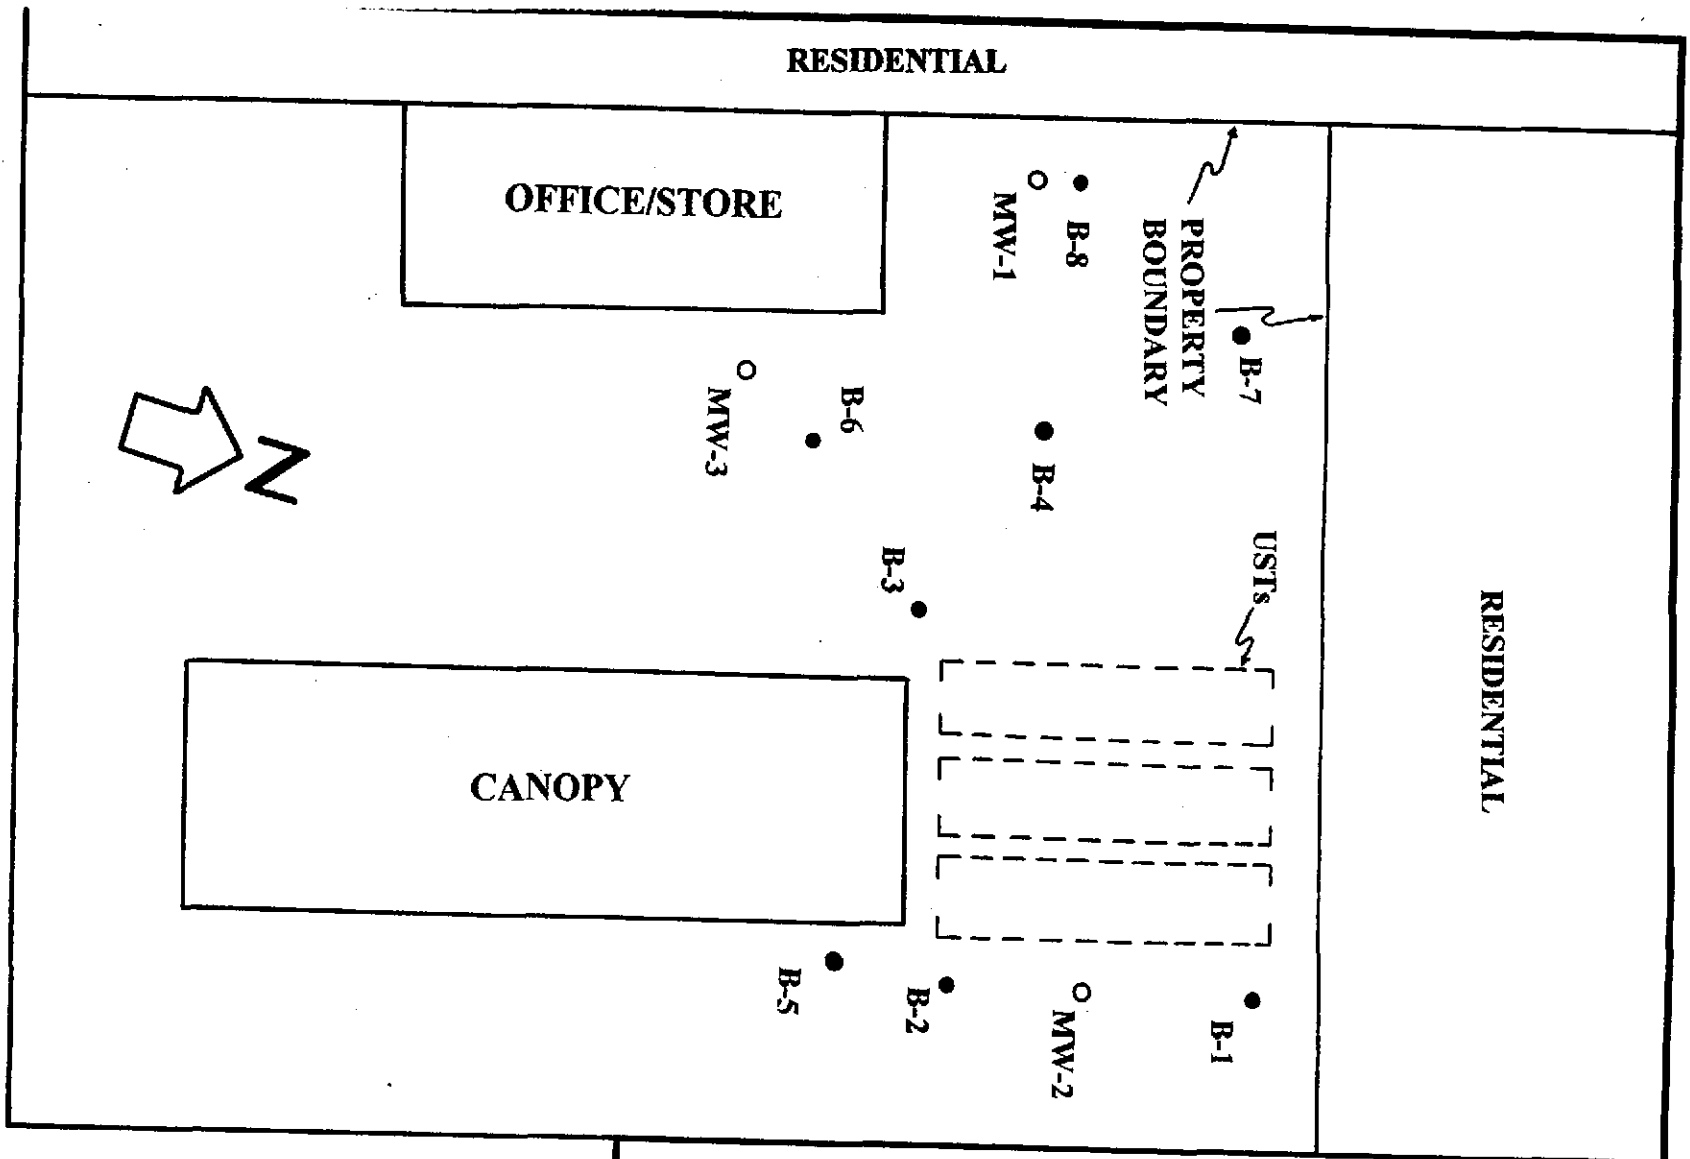 RESIDENTIAL
OFFICE/STORE
MW-1
B-8
PROPERTY
BOUNDARY
B-7
MW-3
B-6
B-4
B-3
USTs
N
RESIDENTIAL
CANOPY
B-5
B-2
MW-2
B-1